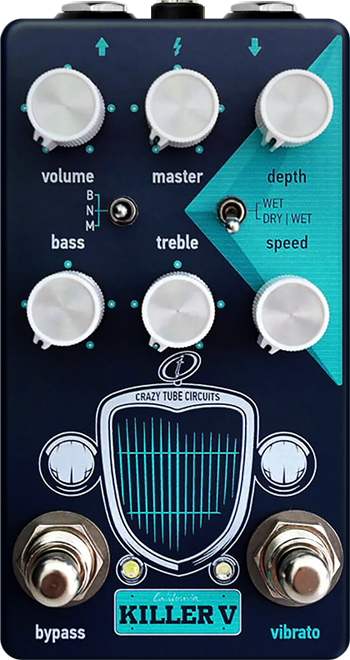 volume master depth
B
N
M
WET
DRY | WET
bass treble speed
CRAZY TUBE CIRCUITS
California
KILLER V
bypass vibrato